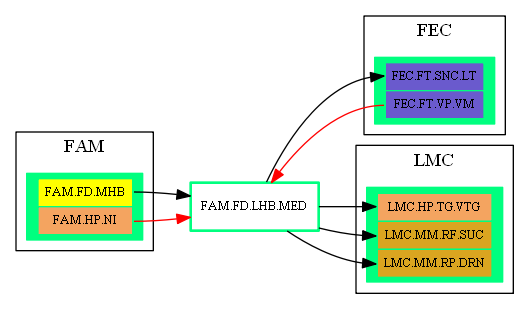 FEC
FEC.FT.SNC.LT
FEC.FT.VP.VM
FAM
FAM.FD.MHB
FAM.HP.NI
FAM.FD.LHB.MED
LMC
LMC.HP.TG.VTG
LMC.MM.RF.SUC
LMC.MM.RP.DRN